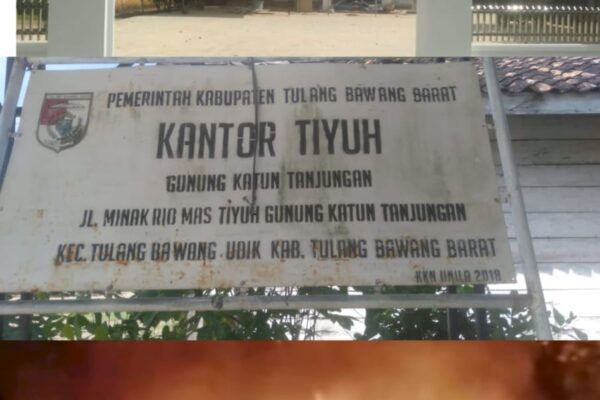 PEMERINTAH KABUPATEN TULANG BAWANG BARAT
KANTOR TIYUH
GUNUNG KATUN TANJUNGAN
JL. MINAK RIO MAS TIYUH GUNUNG KATUN TANJUNGAN
KEC. TULANG BAWANG UDIK KAB. TULANG BAWANG BARAT
KKN UNILA 2018